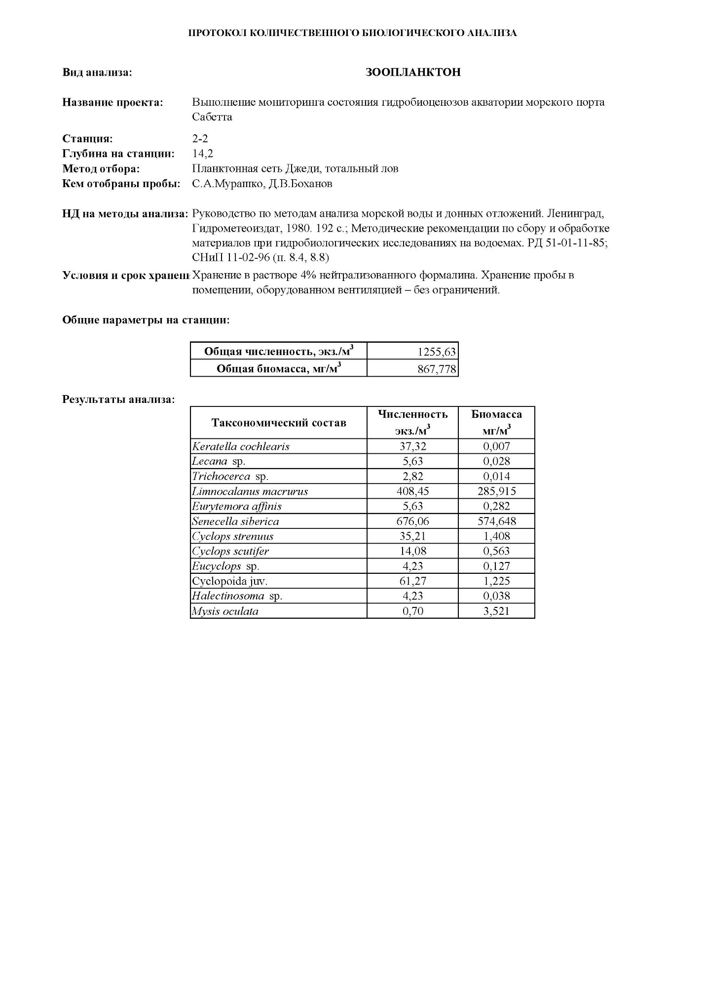 ПРОТОКОЛ КОЛИЧЕСТВЕННОГО БИОЛОГИЧЕСКОГО АНАЛИЗА
Вид анализа: ЗООПЛАНКТОН
Название проекта: Выполнение мониторинга состояния гидробиоценозов акватории морского порта
Сабетта
Станция: 2-2
Глубина на станции: 14,2
Метод отбора: Планктонная сеть Джеди, тотальный лов
Кем отобраны пробы: С.А.Мурашко, Д.В.Боханов
НД на методы анализа: Руководство по методам анализа морской воды и донных отложений. Ленинград,
Гидрометеоиздат, 1980. 192 с.; Методические рекомендации по сбору и обработке
материалов при гидробиологических исследованиях на водоемах. РД 51-01-11-85;
СНиП 11-02-96 (п. 8.4, 8.8)
Условия и срок хранени Хранение в растворе 4% нейтрализованного формалина. Хранение пробы в
помещении, оборудованном вентиляцией – без ограничений.
Общие параметры на станции:
Общая численность, экз./м³ 1255,63
Общая биомасса, мг/м³ 867,778
Результаты анализа:
Таксономический состав Численность экз./м³ Биомасса мг/м³
Keratella cochlearis 37,32 0,007
Lecana sp. 5,63 0,028
Trichocerca sp. 2,82 0,014
Limnocalanus macrurus 408,45 285,915
Eurytemora affinis 5,63 0,282
Senecella siberica 676,06 574,648
Cyclops strenuus 35,21 1,408
Cyclops scutifer 14,08 0,563
Eucyclops sp. 4,23 0,127
Cyclopoida juv. 61,27 1,225
Halectinosoma sp. 4,23 0,038
Mysis oculata 0,70 3,521